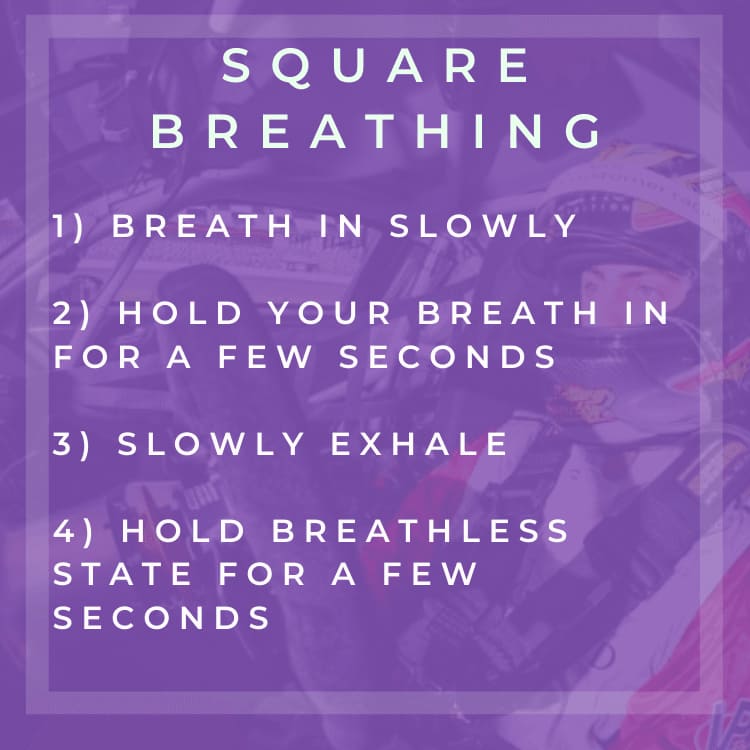 SQUARE
BREATHING
1) BREATH IN SLOWLY
2) HOLD YOUR BREATH IN
FOR A FEW SECONDS
3) SLOWLY EXHALE
4) HOLD BREATHLESS
STATE FOR A FEW
SECONDS